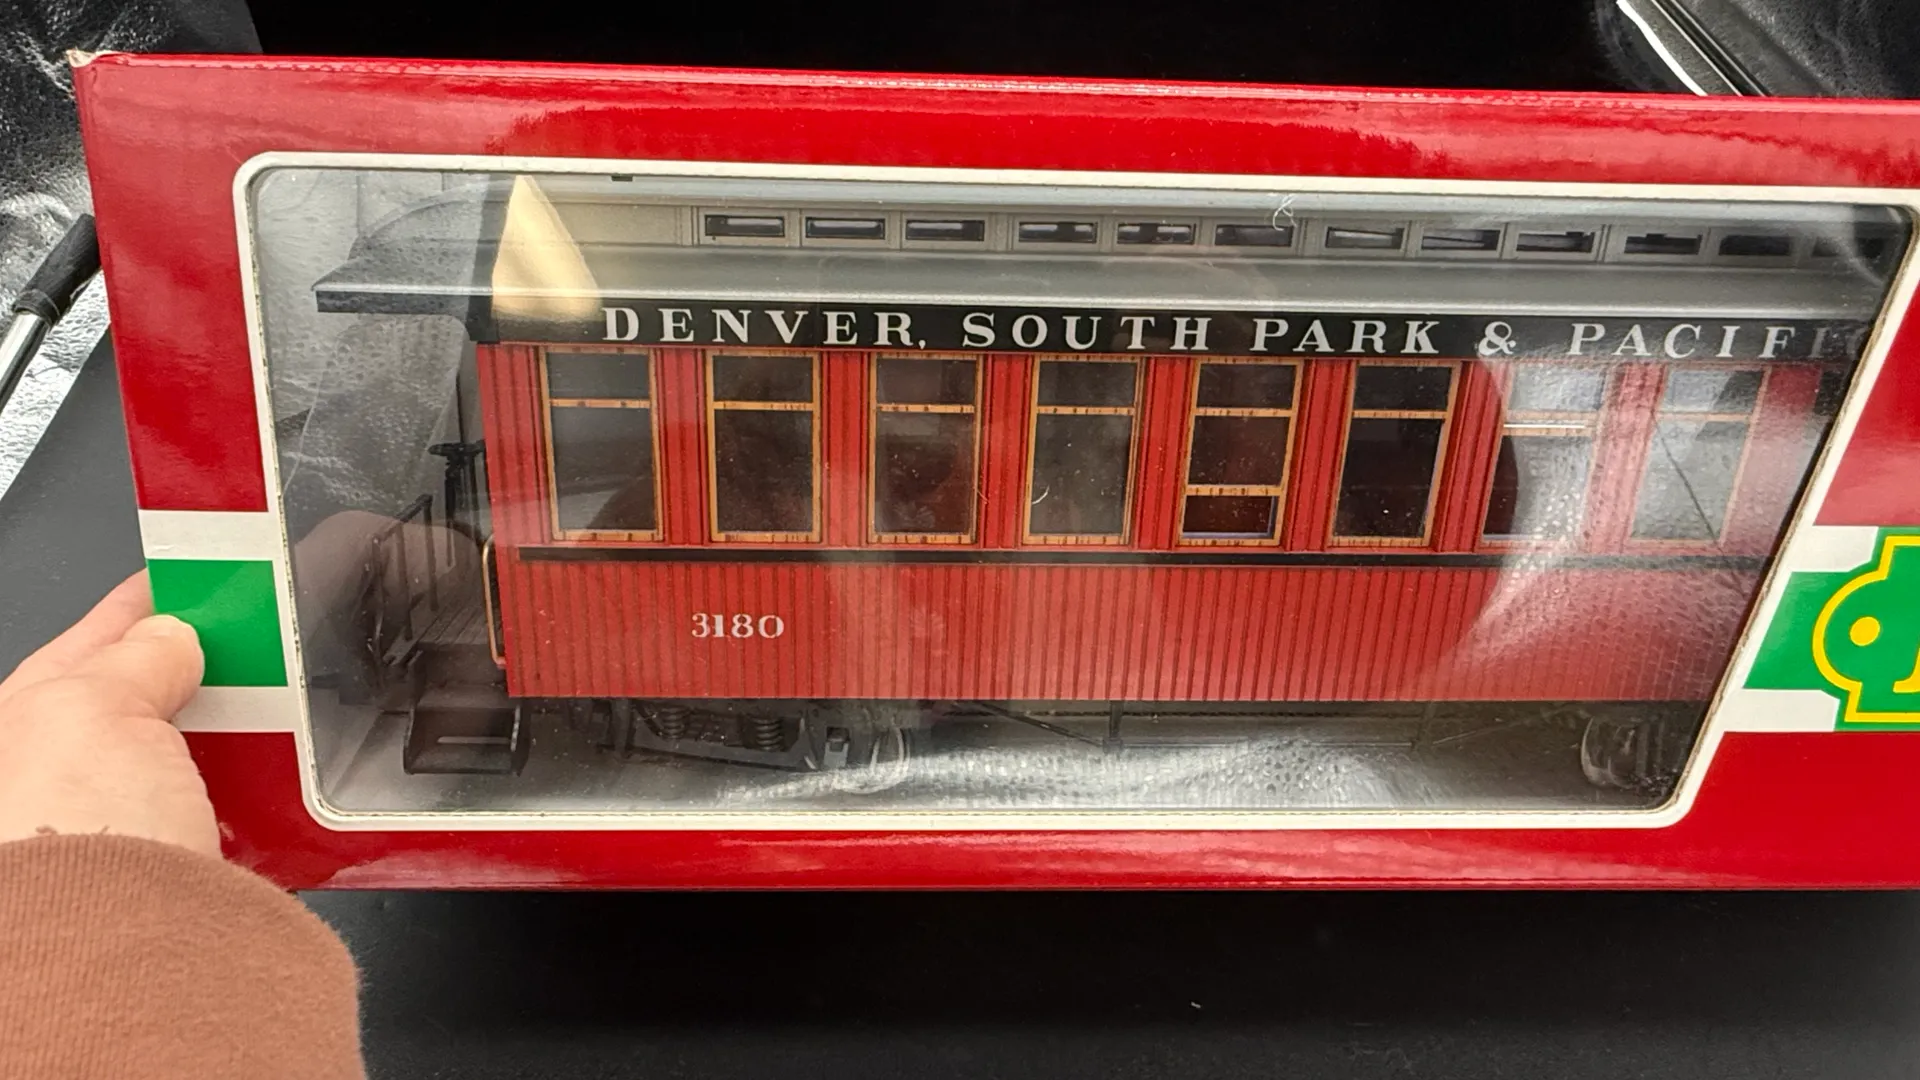 DENVER, SOUTH PARK & PACIFI
3180